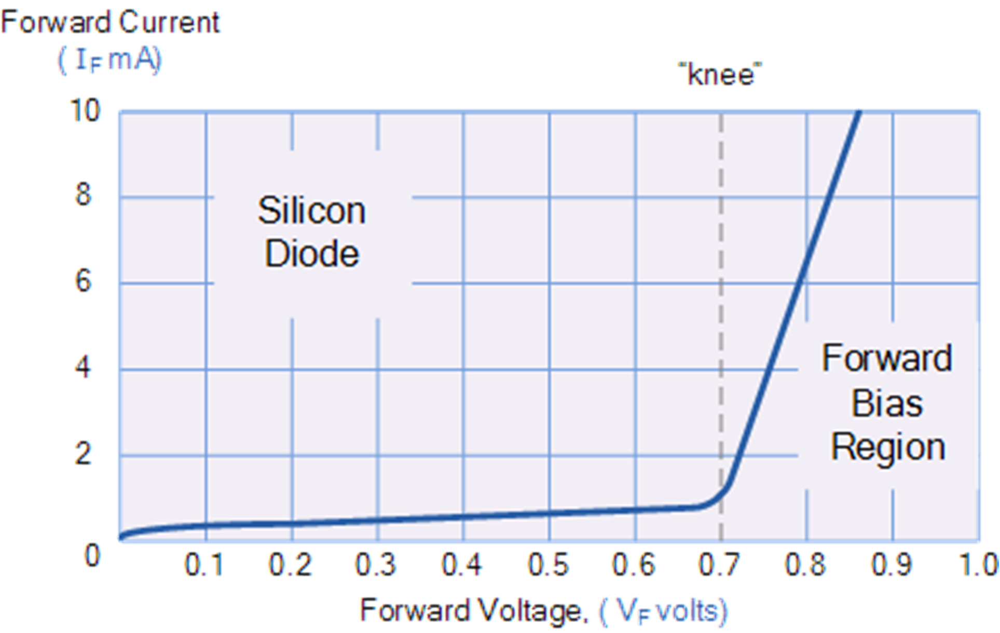 Forward Current
( IF mA)
"knee"
10
8
6
4
2
0
Silicon
Diode
Forward
Bias
Region
0.1 0.2 0.3 0.4 0.5 0.6 0.7 0.8 0.9 1.0
Forward Voltage, ( VF volts)